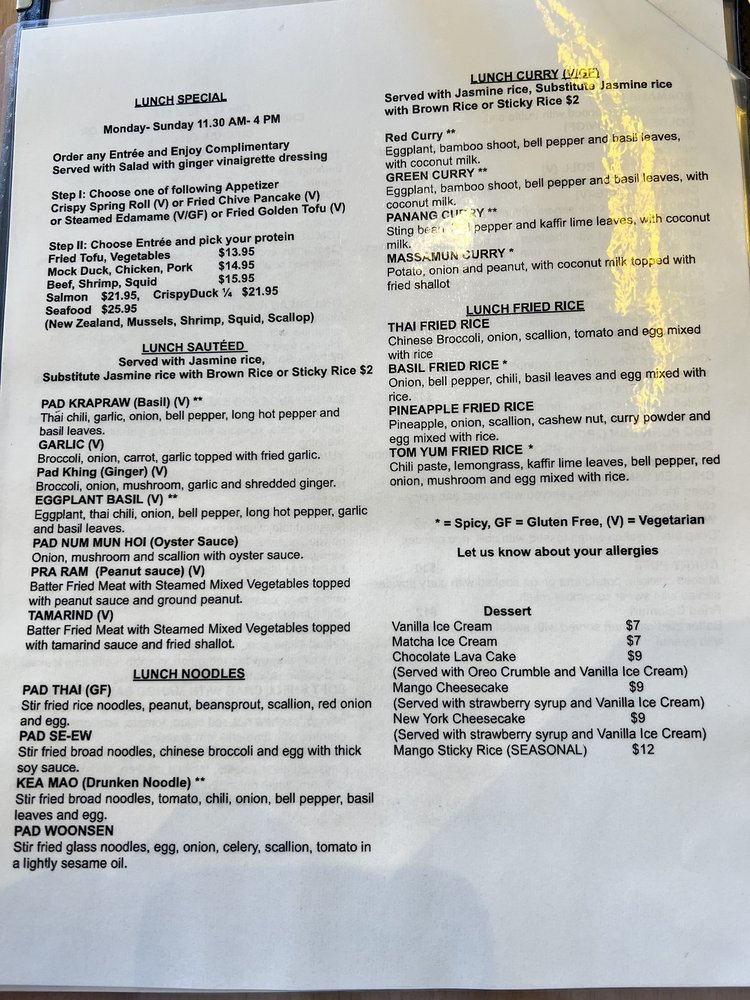 LUNCH SPECIAL
Monday- Sunday 11.30 AM- 4 PM
Order any Entrée and Enjoy Complimentary
Served with Salad with ginger vinaigrette dressing
Step I: Choose one of following Appetizer
Crispy Spring Roll (V) or Fried Chive Pancake (V)
or Steamed Edamame (V/GF) or Fried Golden Tofu (V)
Step II: Choose Entrée and pick your protein
Fried Tofu, Vegetables $13.95
Mock Duck, Chicken, Pork $14.95
Beef, Shrimp, Squid $15.95
Salmon $21.95, CrispyDuck ¼ $21.95
Seafood $25.95
(New Zealand, Mussels, Shrimp, Squid, Scallop)
LUNCH SAUTÉED
Served with Jasmine rice,
Substitute Jasmine rice with Brown Rice or Sticky Rice $2
PAD KRAPRAW (Basil) (V) **
Thai chili, garlic, onion, bell pepper, long hot pepper and
basil leaves.
GARLIC (V)
Broccoli, onion, carrot, garlic topped with fried garlic.
Pad Khing (Ginger) (V)
Broccoli, onion, mushroom, garlic and shredded ginger.
EGGPLANT BASIL (V) **
Eggplant, thai chili, onion, bell pepper, long hot pepper, garlic
and basil leaves.
PAD NUM MUN HOI (Oyster Sauce)
Onion, mushroom and scallion with oyster sauce.
PRA RAM (Peanut sauce) (V)
Batter Fried Meat with Steamed Mixed Vegetables topped
with peanut sauce and ground peanut.
TAMARIND (V)
Batter Fried Meat with Steamed Mixed Vegetables topped
with tamarind sauce and fried shallot.
LUNCH NOODLES
PAD THAI (GF)
Stir fried rice noodles, peanut, beansprout, scallion, red onion
and egg.
PAD SE-EW
Stir fried broad noodles, chinese broccoli and egg with thick
soy sauce.
KEA MAO (Drunken Noodle) **
Stir fried broad noodles, tomato, chili, onion, bell pepper, basil
leaves and egg.
PAD WOONSEN
Stir fried glass noodles, egg, onion, celery, scallion, tomato in
a lightly sesame oil.
LUNCH CURRY (V/GF)
Served with Jasmine rice, Substitute Jasmine rice
with Brown Rice or Sticky Rice $2
Red Curry **
Eggplant, bamboo shoot, bell pepper and basil leaves,
with coconut milk.
GREEN CURRY **
Eggplant, bamboo shoot, bell pepper and basil leaves, with
coconut milk.
PANANG CURRY **
Sting bean, pepper and kaffir lime leaves, with coconut
milk.
MASSAMUN CURRY *
Potato, onion and peanut, with coconut milk topped with
fried shallot
LUNCH FRIED RICE
THAI FRIED RICE
Chinese Broccoli, onion, scallion, tomato and egg mixed
with rice
BASIL FRIED RICE *
Onion, bell pepper, chili, basil leaves and egg mixed with
rice.
PINEAPPLE FRIED RICE
Pineapple, onion, scallion, cashew nut, curry powder and
egg mixed with rice.
TOM YUM FRIED RICE *
Chili paste, lemongrass, kaffir lime leaves, bell pepper, red
onion, mushroom and egg mixed with rice.
* = Spicy, GF = Gluten Free, (V) = Vegetarian
Let us know about your allergies
Dessert
Vanilla Ice Cream $7
Matcha Ice Cream $7
Chocolate Lava Cake $9
(Served with Oreo Crumble and Vanilla Ice Cream)
Mango Cheesecake $9
(Served with strawberry syrup and Vanilla Ice Cream)
New York Cheesecake $9
(Served with strawberry syrup and Vanilla Ice Cream)
Mango Sticky Rice (SEASONAL) $12